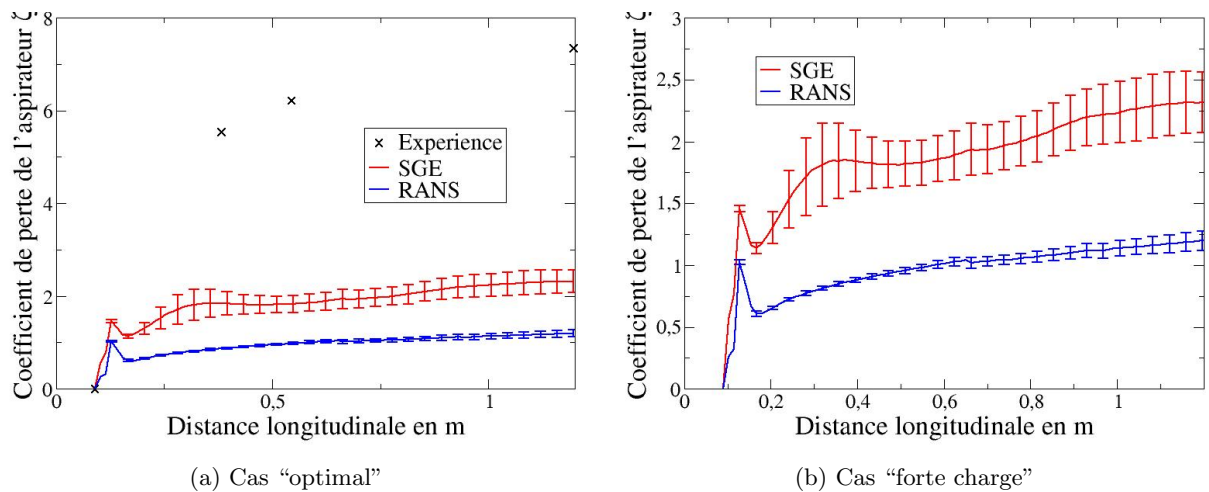 Coefficient de perte de l'aspirateur ζ
8
6
4
2
0
Experience
SGE
RANS
0
0,5
1
Distance longitudinale en m
(a) Cas “optimal”
Coefficient de perte de l'aspirateur ζ
3
2,5
2
1,5
1
0,5
0
SGE
RANS
0
0,2
0,4
0,6
0,8
1
Distance longitudinale en m
(b) Cas “forte charge”